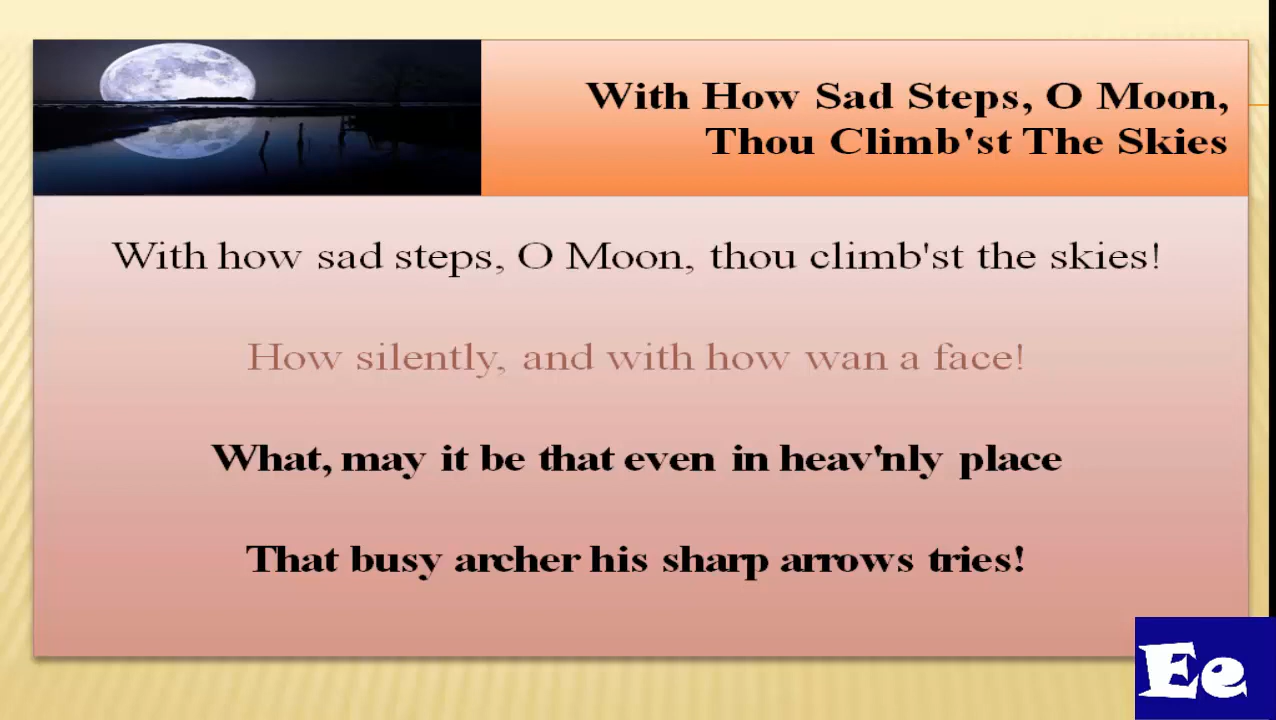 With How Sad Steps, O Moon,
Thou Climb'st The Skies
With how sad steps, O Moon, thou climb'st the skies!
How silently, and with how wan a face!
What, may it be that even in heav'nly place
That busy archer his sharp arrows tries!
Ee